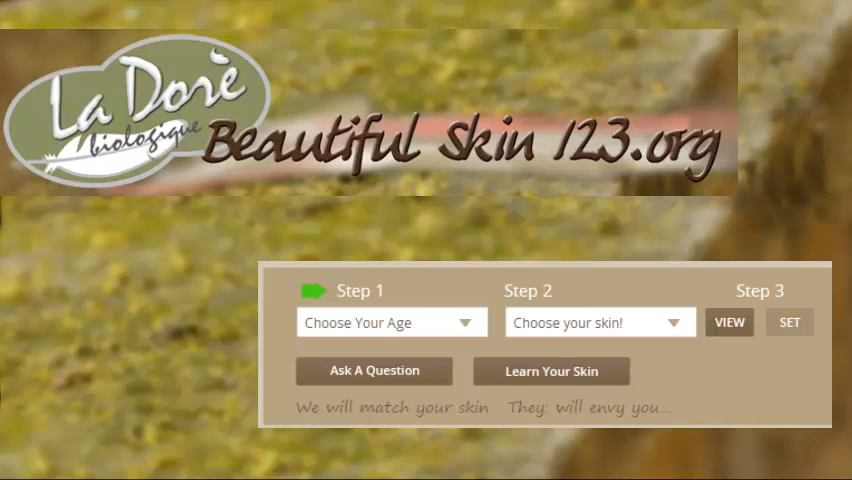 La Dorè
biologique
Beautiful Skin 123.org
Step 1 Step 2 Step 3
Choose Your Age Choose your skin! VIEW SET
Ask A Question Learn Your Skin
We will match your skin They: will envy you...